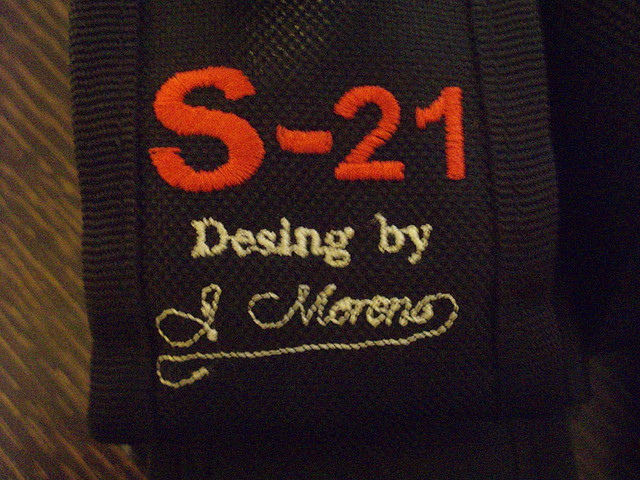 S-21
Desing by
J Moreno